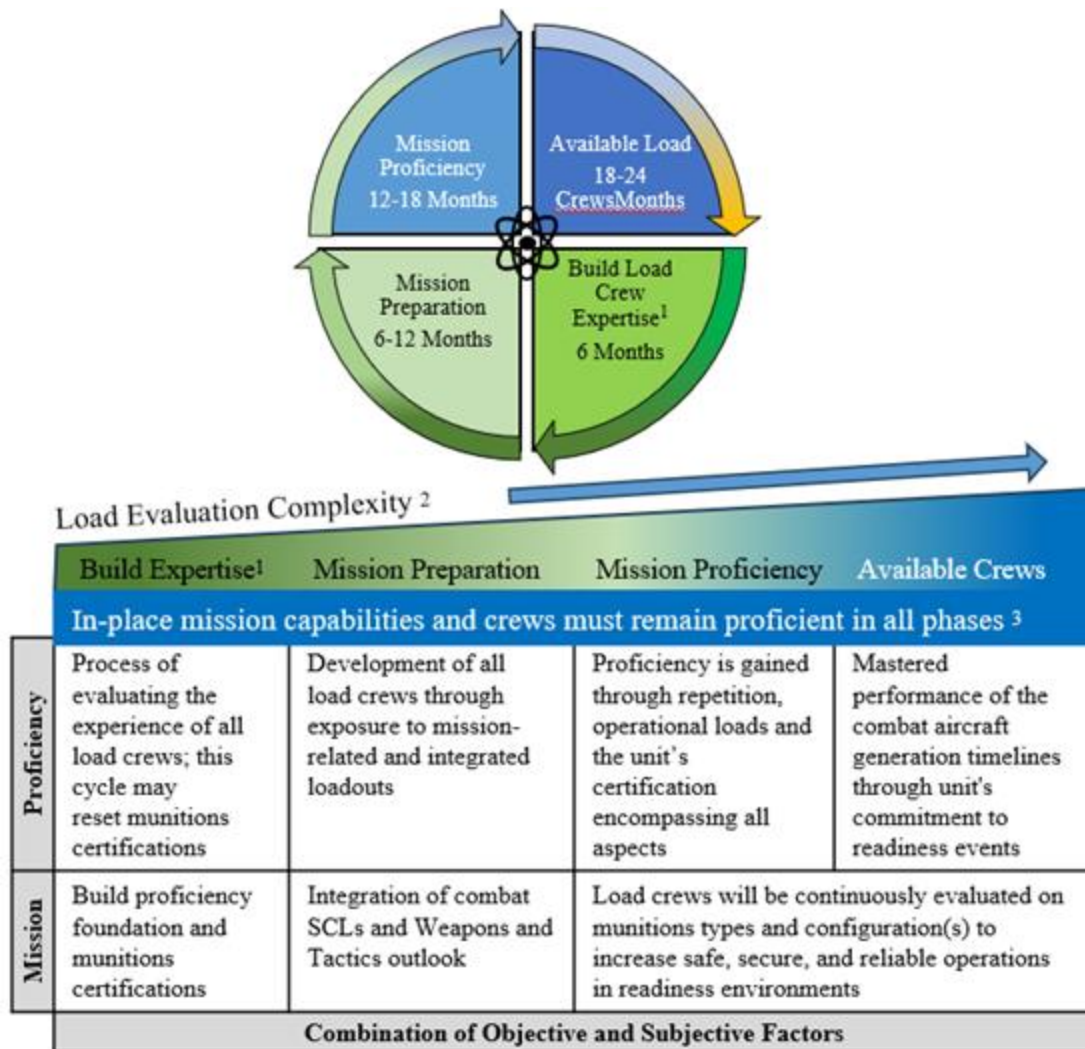 Mission
Proficiency
12-18 Months
Available Load
18-24
CrewsMonths
Mission
Preparation
6-12 Months
Build Load
Crew
Expertise1
6 Months
Load Evaluation Complexity 2
Build Expertise1
Mission Preparation
Mission Proficiency
Available Crews
In-place mission capabilities and crews must remain proficient in all phases 3
Proficiency
Process of
evaluating the
experience of all
load crews; this
cycle may
reset munitions
certifications
Development of all
load crews through
exposure to mission-
related and integrated
loadouts
Proficiency is gained
through repetition,
operational loads and
the unit's
certification
encompassing all
aspects
Mastered
performance of the
combat aircraft
generation timelines
through unit's
commitment to
readiness events
Mission
Build proficiency
foundation and
munitions
certifications
Integration of combat
SCLs and Weapons and
Tactics outlook
Load crews will be continuously evaluated on
munitions types and configuration(s) to
increase safe, secure, and reliable operations
in readiness environments
Combination of Objective and Subjective Factors